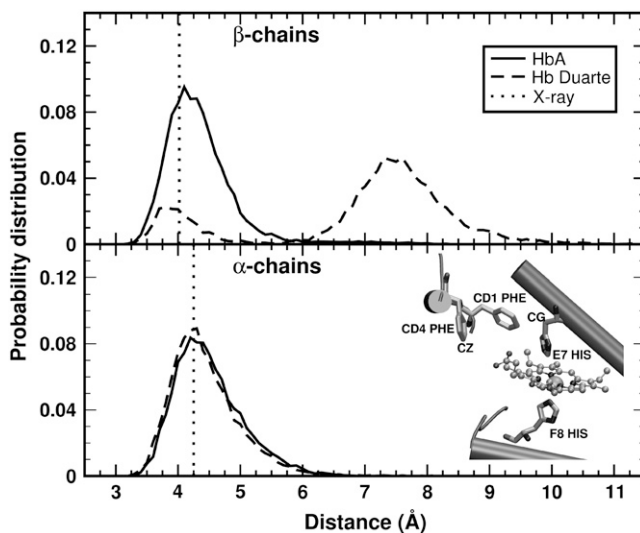 β-chains
HbA
Hb Duarte
X-ray
0.12
0.08
0.04
0
α-chains
0.12
0.08
0.04
0
Probability distribution
CD1 PHE
CG
CD4 PHE
CZ
E7 HIS
F8 HIS
3 4 5 6 7 8 9 10 11
Distance (Å)